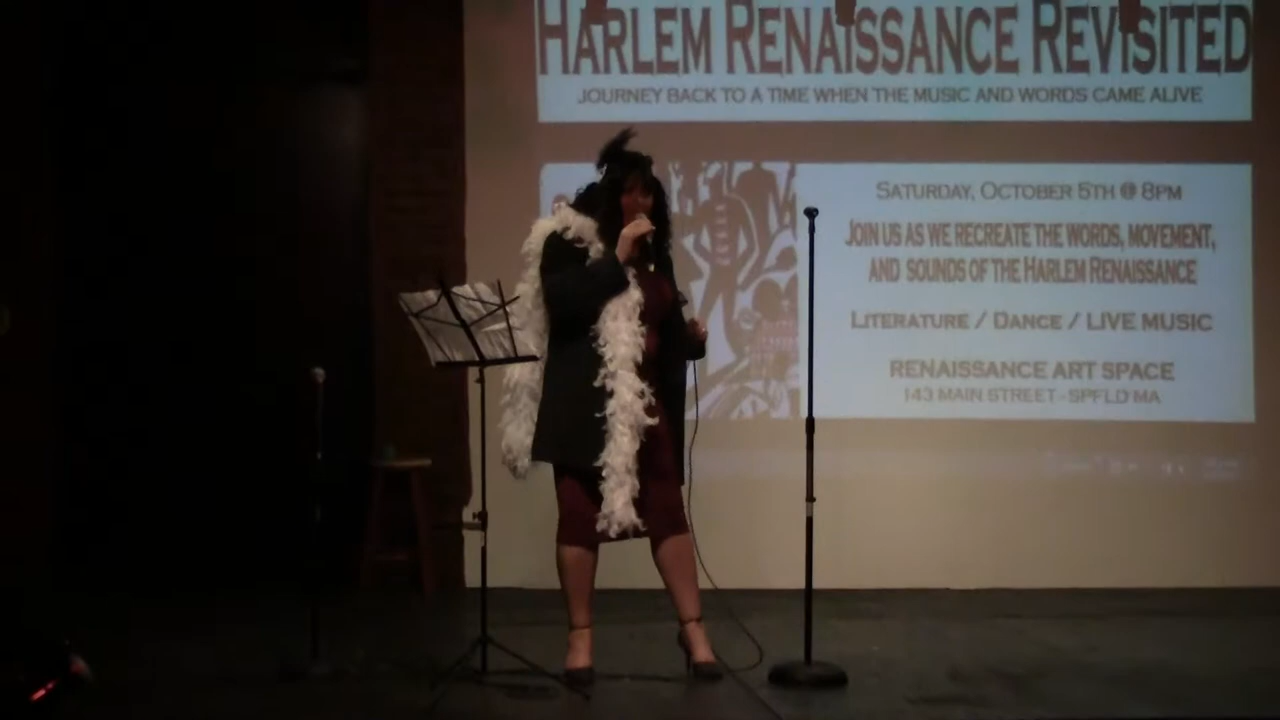 HARLEM RENAISSANCE REVISITED
JOURNEY BACK TO A TIME WHEN THE MUSIC AND WORDS CAME ALIVE
SATURDAY, OCTOBER 5TH @ 8PM
JOIN US AS WE RECREATE THE WORDS, MOVEMENT,
AND SOUNDS OF THE HARLEM RENAISSANCE
LITERATURE / DANCE / LIVE MUSIC
RENAISSANCE ART SPACE
143 MAIN STREET - SPFLD MA